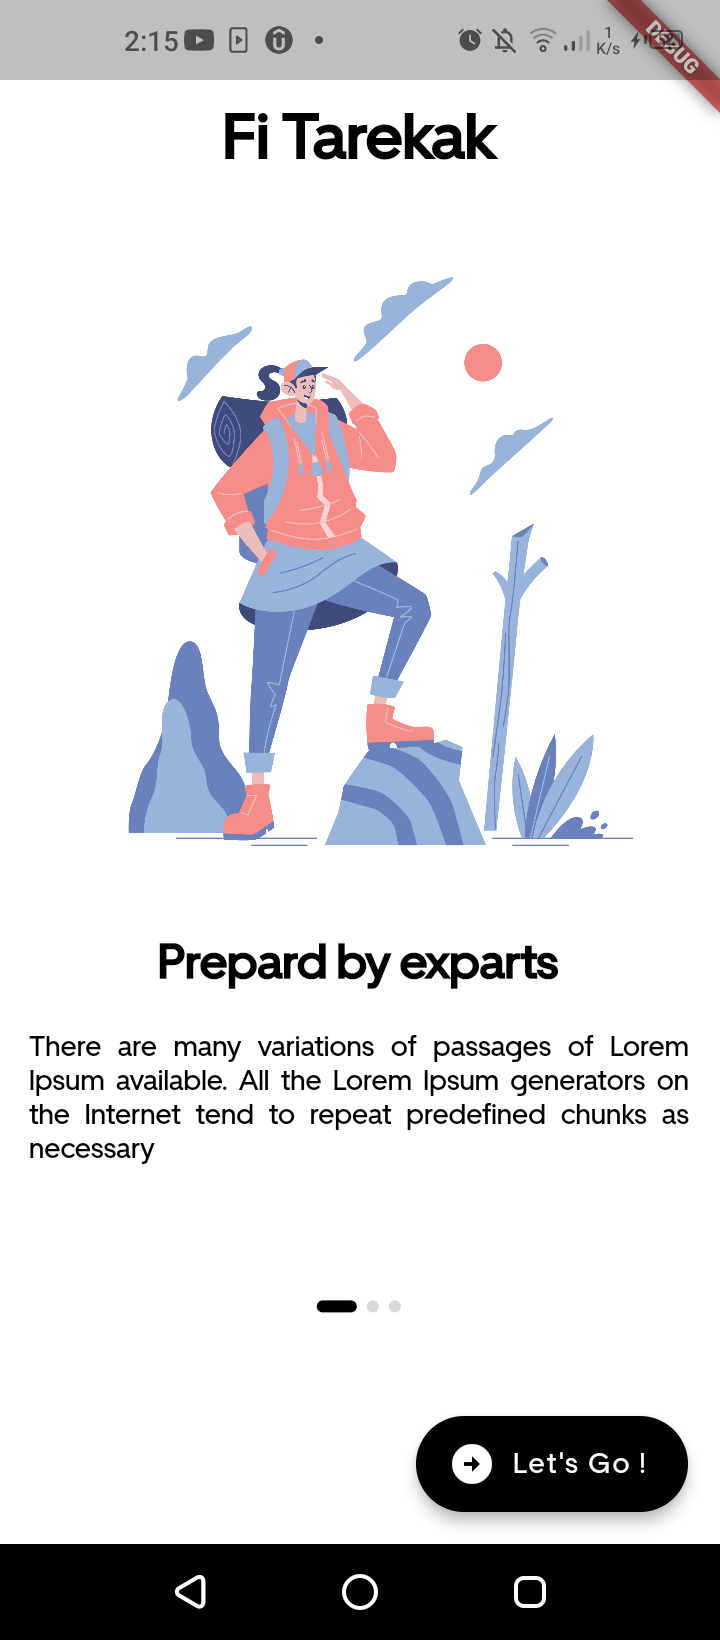 2:15
1
K/s
DEBUG
Fi Tarekak
Prepard by exparts
There are many variations of passages of Lorem
Ipsum available. All the Lorem Ipsum generators on
the Internet tend to repeat predefined chunks as
necessary
Let's Go !